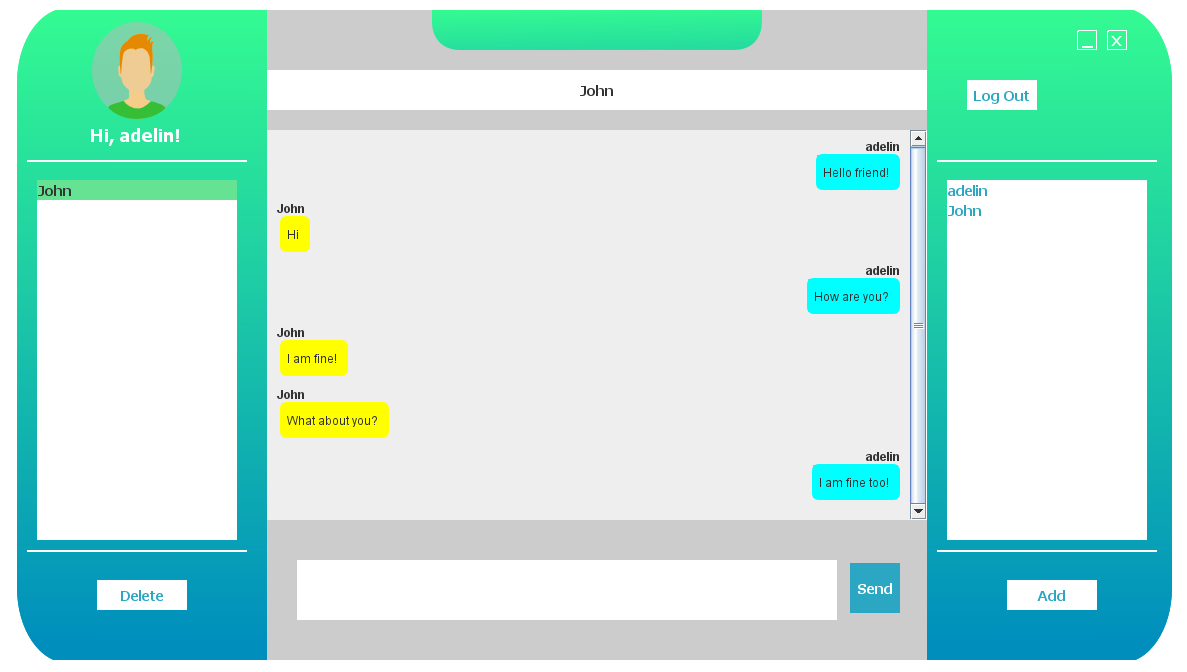 Hi, adelin!
John
Delete
John
adelin
Hello friend!
John
Hi
adelin
How are you?
John
I am fine!
John
What about you?
adelin
I am fine too!
Send
X
Log Out
adelin
John
Add